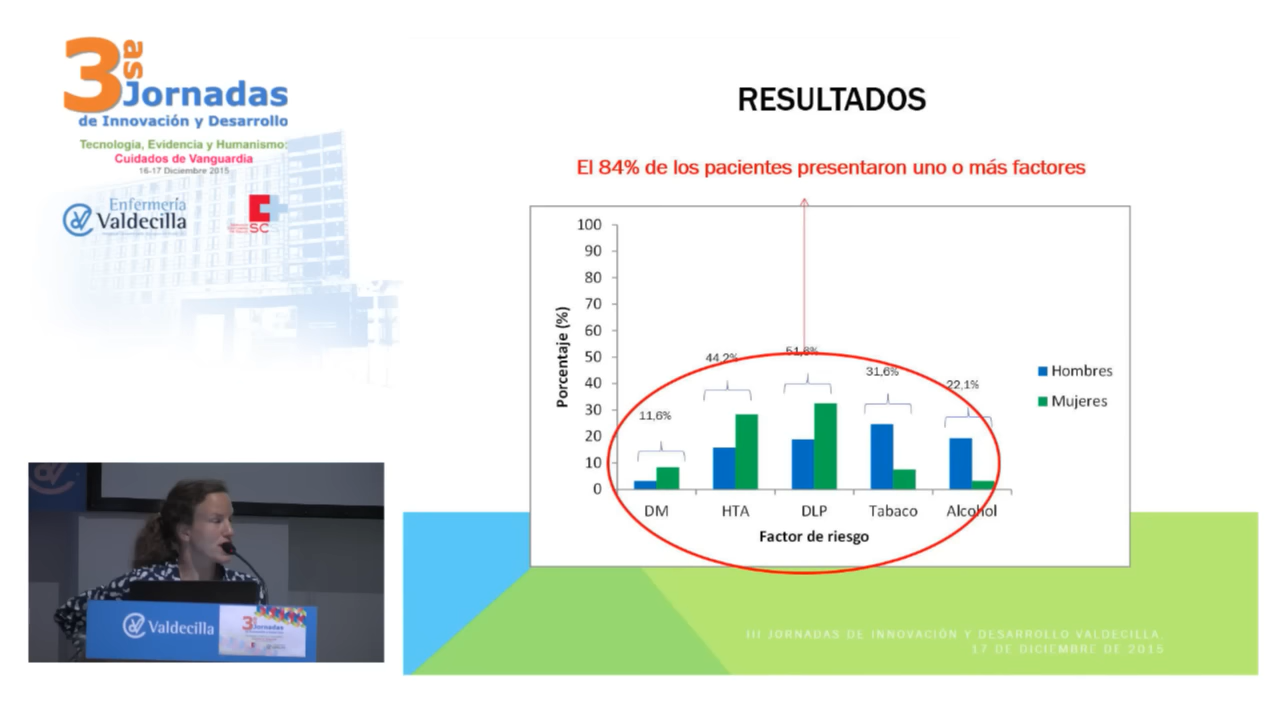 3as
Jornadas
de Innovación y Desarrollo
Tecnología, Evidencia y Humanismo:
Cuidados de Vanguardia
16-17 Diciembre 2015
Enfermería
Valdecilla
SC
RESULTADOS
El 84% de los pacientes presentaron uno o más factores
100
90
80
70
60
50
40
30
20
10
0
Porcentaje (%)
11,6%
44,2%
51,6%
31,6%
22,1%
DM HTA DLP Tabaco Alcohol
Factor de riesgo
Hombres
Mujeres
III JORNADAS DE INNOVACIÓN Y DESARROLLO VALDECILLA.
17 DE DICIEMBRE DE 2015
Valdecilla
3as
Jornadas